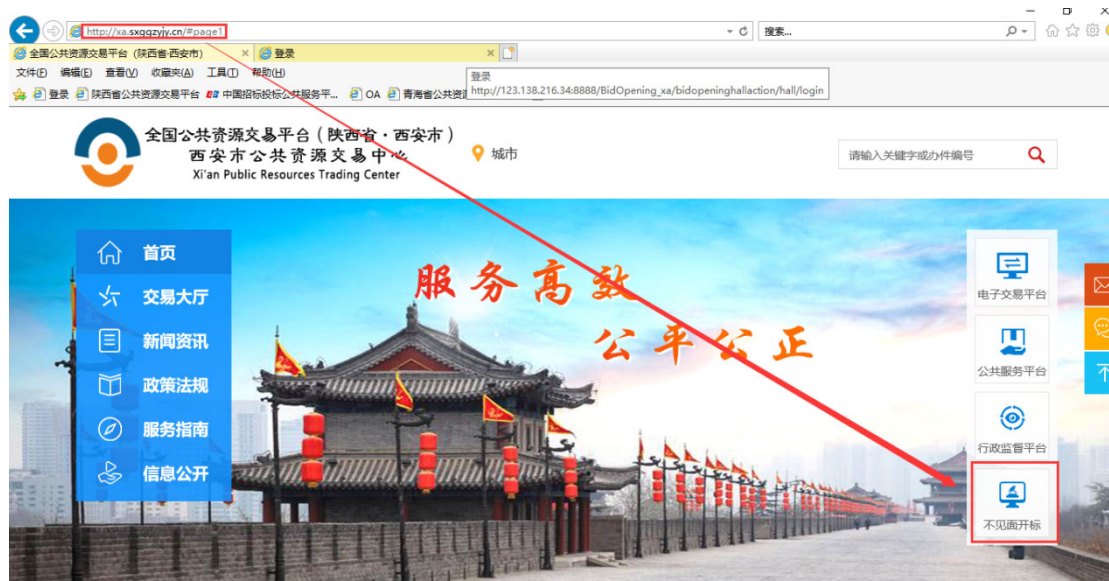 http://xa.sxggzyjy.cn/#page1
搜索...
全国公共资源交易平台（陕西省·西安市）
登录
文件(F) 编辑(E) 查看(V) 收藏夹(A) 工具(T) 帮助(H)
登录
http://123.138.216.34:8888/BidOpening_xa/bidopeninghallaction/hall/login
登录 陕西省公共资源交易平台 中国招标投标公共服务平... OA 青海省公共资
全国公共资源交易平台（陕西省·西安市）
西安市公共资源交易中心
Xi'an Public Resources Trading Center
城市
请输入关键字或办件编号
首页
交易大厅
新闻资讯
政策法规
服务指南
信息公开
服务高效
公平公正
电子交易平台
公共服务平台
行政监督平台
不见面开标